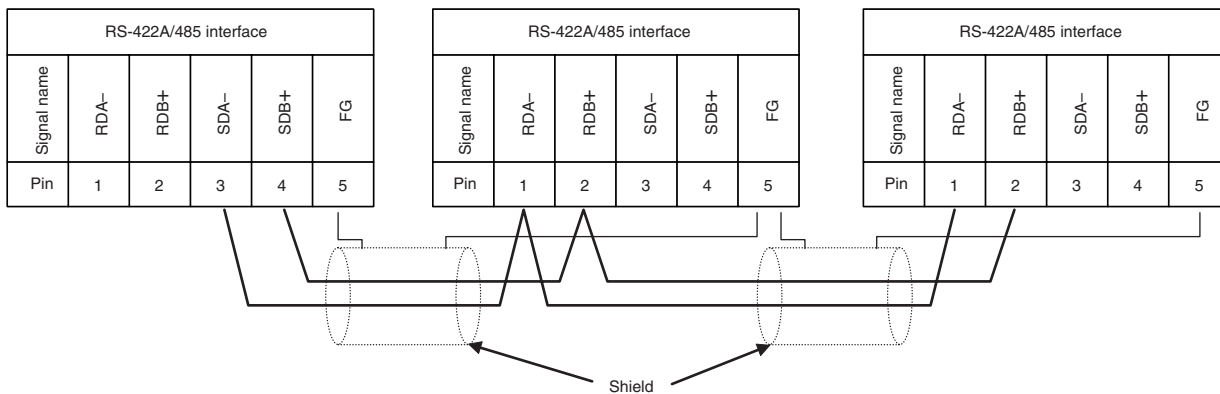 RS-422A/485 interface
Signal name RDA– RDB+ SDA– SDB+ FG
Pin 1 2 3 4 5
RS-422A/485 interface
Signal name RDA– RDB+ SDA– SDB+ FG
Pin 1 2 3 4 5
RS-422A/485 interface
Signal name RDA– RDB+ SDA– SDB+ FG
Pin 1 2 3 4 5
Shield